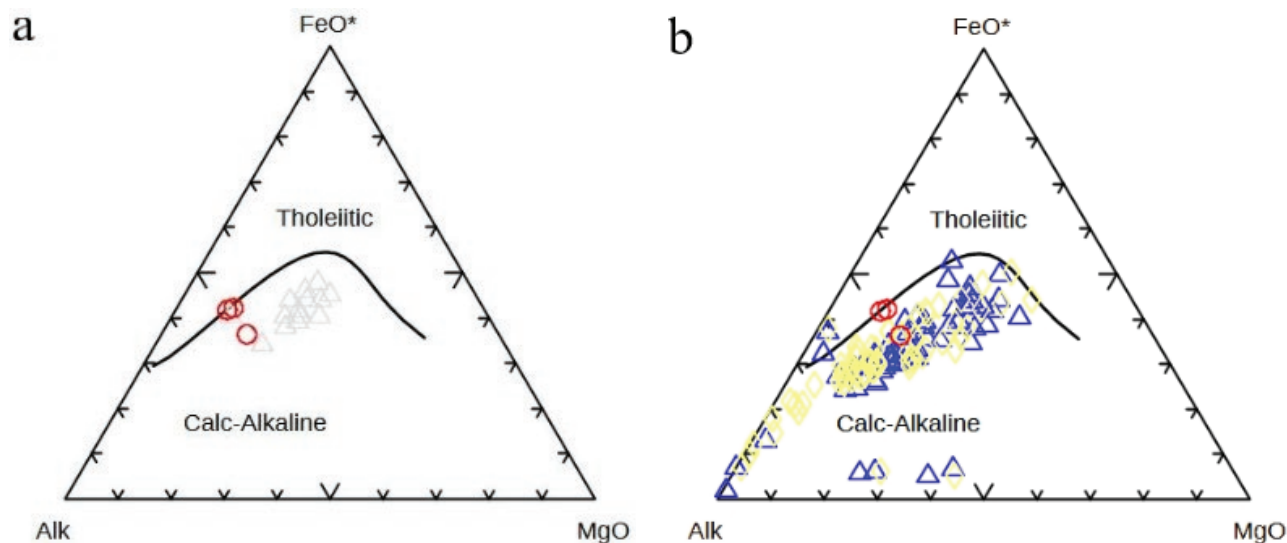 a
FeO*
Tholeiitic
Calc-Alkaline
Alk
MgO
b
FeO*
Tholeiitic
Calc-Alkaline
Alk
MgO